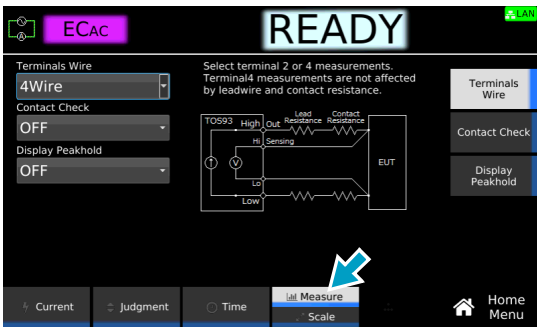 EC AC
READY
LAN
Terminals Wire
4Wire
Contact Check
OFF
Display Peakhold
OFF
Select terminal 2 or 4 measurements.
Terminal4 measurements are not affected
by leadwire and contact resistance.
TOS93
High
Out
Lead
Resistance
Contact
Resistance
Hi
Sensing
V
EUT
Lo
Low
Terminals
Wire
Contact Check
Display
Peakhold
Current
Judgment
Time
Measure
Scale
Home
Menu